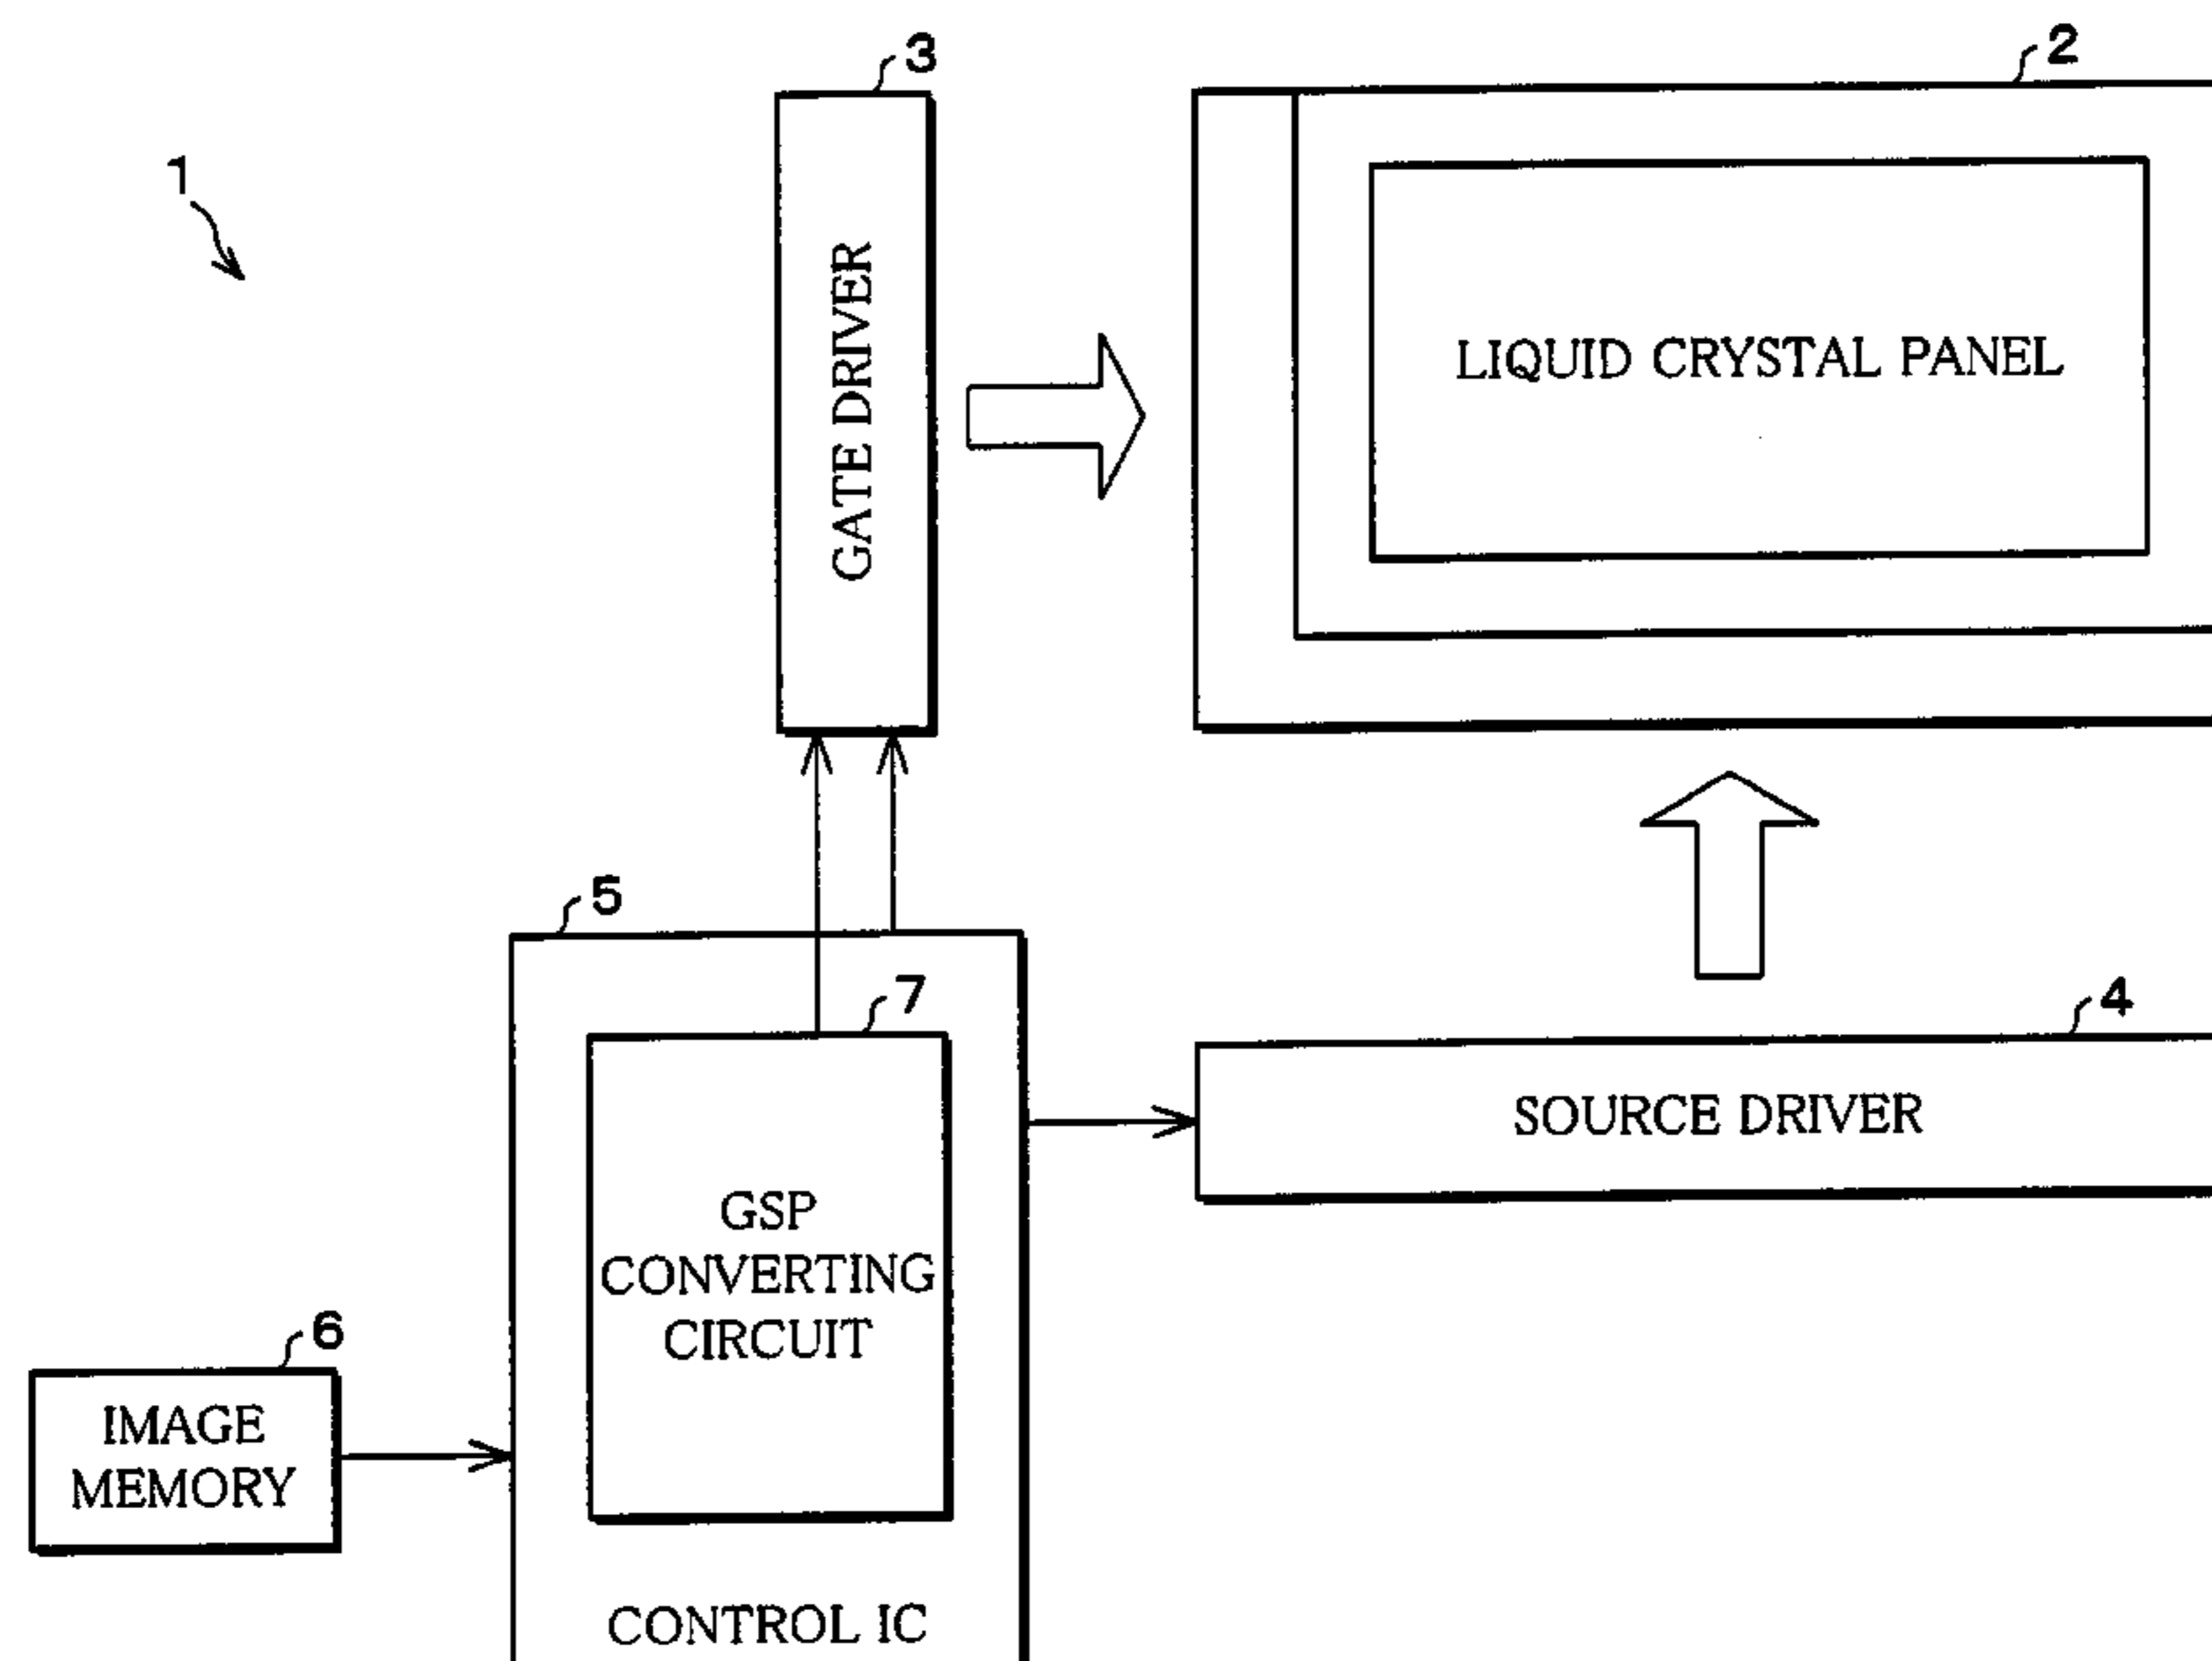 1
3
GATE DRIVER
2
LIQUID CRYSTAL PANEL
5
7
GSP
CONVERTING
CIRCUIT
CONTROL IC
4
SOURCE DRIVER
6
IMAGE
MEMORY